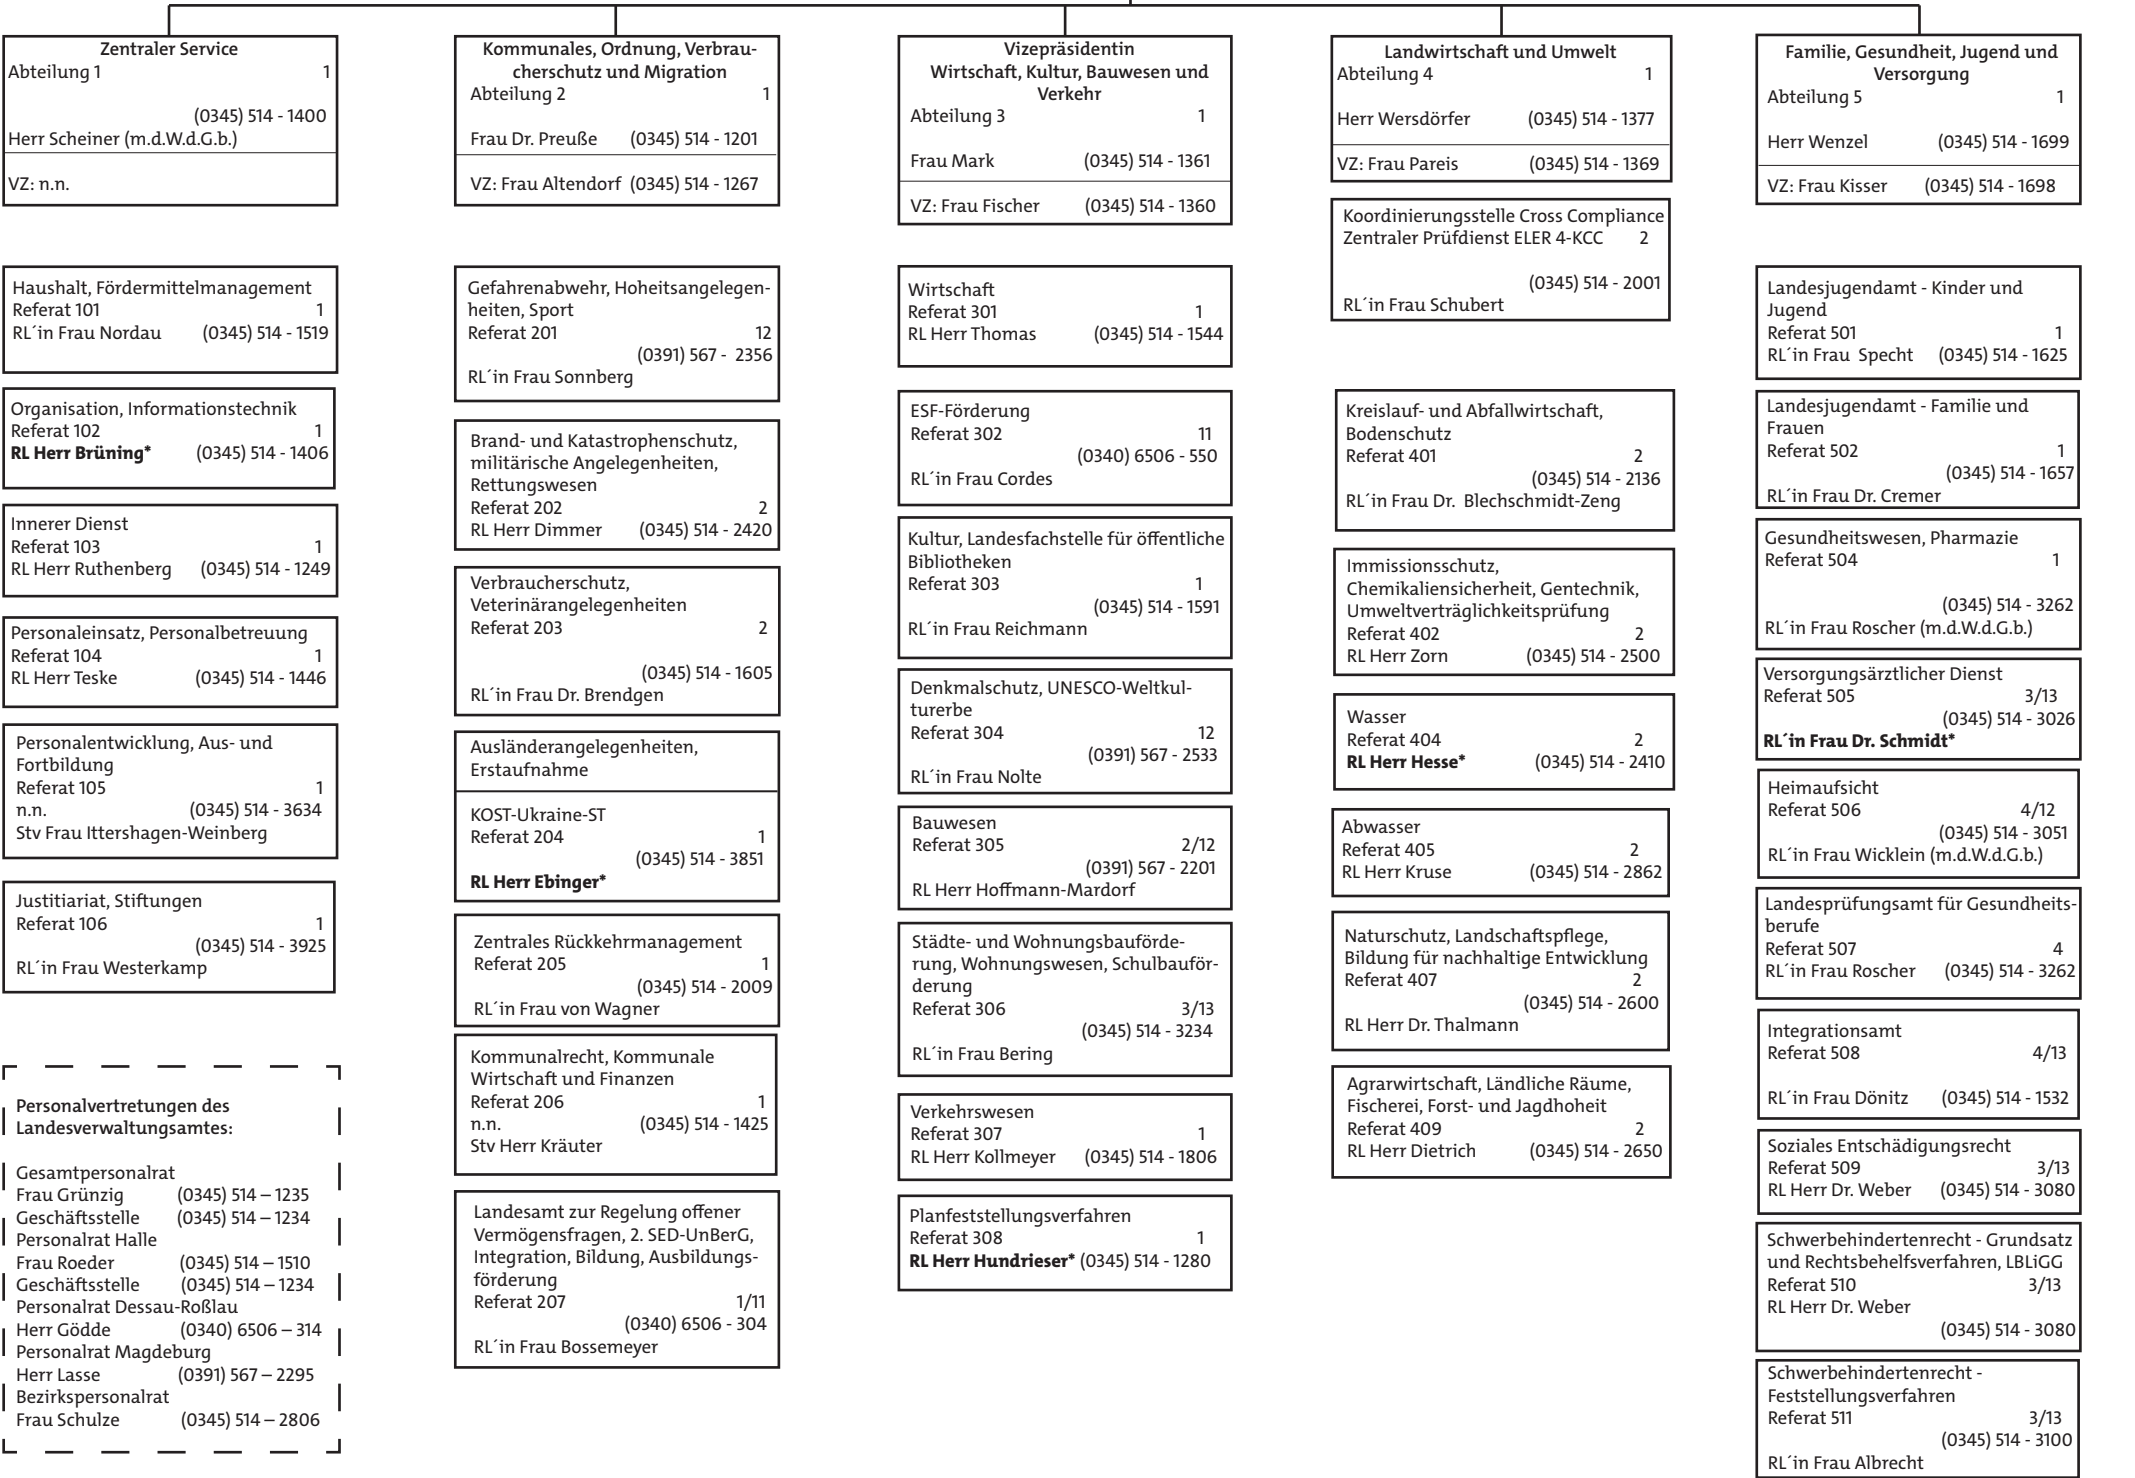 Zentraler Service
Abteilung 1 1
(0345) 514 - 1400
Herr Scheiner (m.d.W.d.G.b.)
VZ: n.n.
Haushalt, Fördermittelmanagement
Referat 101 1
RL´in Frau Nordau (0345) 514 - 1519
Organisation, Informationstechnik
Referat 102 1
RL Herr Brüning* (0345) 514 - 1406
Innerer Dienst
Referat 103 1
RL Herr Ruthenberg (0345) 514 - 1249
Personaleinsatz, Personalbetreuung
Referat 104 1
RL Herr Teske (0345) 514 - 1446
Personalentwicklung, Aus- und
Fortbildung
Referat 105 1
n.n. (0345) 514 - 3634
Stv Frau Ittershagen-Weinberg
Justitiariat, Stiftungen
Referat 106 1
(0345) 514 - 3925
RL´in Frau Westerkamp
Personalvertretungen des
Landesverwaltungsamtes:
Gesamtpersonalrat
Frau Grünzig (0345) 514 – 1235
Geschäftsstelle (0345) 514 – 1234
Personalrat Halle
Frau Roeder (0345) 514 – 1510
Geschäftsstelle (0345) 514 – 1234
Personalrat Dessau-Roßlau
Herr Gödde (0340) 6506 – 314
Personalrat Magdeburg
Herr Lasse (0391) 567 – 2295
Bezirkspersonalrat
Frau Schulze (0345) 514 – 2806
Kommunales, Ordnung, Verbrau-
cherschutz und Migration
Abteilung 2 1
Frau Dr. Preuße (0345) 514 - 1201
VZ: Frau Altendorf (0345) 514 - 1267
Gefahrenabwehr, Hoheitsangelegen-
heiten, Sport
Referat 201 12
(0391) 567 - 2356
RL´in Frau Sonnberg
Brand- und Katastrophenschutz,
militärische Angelegenheiten,
Rettungswesen
Referat 202 2
RL Herr Dimmer (0345) 514 - 2420
Verbraucherschutz,
Veterinärangelegenheiten
Referat 203 2
(0345) 514 - 1605
RL´in Frau Dr. Brendgen
Ausländerangelegenheiten,
Erstaufnahme
KOST-Ukraine-ST
Referat 204 1
(0345) 514 - 3851
RL Herr Ebinger*
Zentrales Rückkehrmanagement
Referat 205 1
(0345) 514 - 2009
RL´in Frau von Wagner
Kommunalrecht, Kommunale
Wirtschaft und Finanzen
Referat 206 1
n.n. (0345) 514 - 1425
Stv Herr Kräuter
Landesamt zur Regelung offener
Vermögensfragen, 2. SED-UnBerG,
Integration, Bildung, Ausbildungs-
förderung
Referat 207 1/11
(0340) 6506 - 304
RL´in Frau Bossemeyer
Vizepräsidentin
Wirtschaft, Kultur, Bauwesen und
Verkehr
Abteilung 3 1
Frau Mark (0345) 514 - 1361
VZ: Frau Fischer (0345) 514 - 1360
Wirtschaft
Referat 301 1
RL Herr Thomas (0345) 514 - 1544
ESF-Förderung
Referat 302 11
(0340) 6506 - 550
RL´in Frau Cordes
Kultur, Landesfachstelle für öffentliche
Bibliotheken
Referat 303 1
(0345) 514 - 1591
RL´in Frau Reichmann
Denkmalschutz, UNESCO-Weltkul-
turerbe
Referat 304 12
(0391) 567 - 2533
RL´in Frau Nolte
Bauwesen
Referat 305 2/12
(0391) 567 - 2201
RL Herr Hoffmann-Mardorf
Städte- und Wohnungsbauförde-
rung, Wohnungswesen, Schulbauför-
derung
Referat 306 3/13
(0345) 514 - 3234
RL´in Frau Bering
Verkehrswesen
Referat 307 1
RL Herr Kollmeyer (0345) 514 - 1806
Planfeststellungsverfahren
Referat 308 1
RL Herr Hundrieser* (0345) 514 - 1280
Landwirtschaft und Umwelt
Abteilung 4 1
Herr Wersdörfer (0345) 514 - 1377
VZ: Frau Pareis (0345) 514 - 1369
Koordinierungsstelle Cross Compliance
Zentraler Prüfdienst ELER 4-KCC 2
(0345) 514 - 2001
RL´in Frau Schubert
Kreislauf- und Abfallwirtschaft,
Bodenschutz
Referat 401 2
(0345) 514 - 2136
RL´in Frau Dr. Blechschmidt-Zeng
Immissionsschutz,
Chemikaliensicherheit, Gentechnik,
Umweltverträglichkeitsprüfung
Referat 402 2
RL Herr Zorn (0345) 514 - 2500
Wasser
Referat 404 2
RL Herr Hesse* (0345) 514 - 2410
Abwasser
Referat 405 2
RL Herr Kruse (0345) 514 - 2862
Naturschutz, Landschaftspflege,
Bildung für nachhaltige Entwicklung
Referat 407 2
(0345) 514 - 2600
RL Herr Dr. Thalmann
Agrarwirtschaft, Ländliche Räume,
Fischerei, Forst- und Jagdhoheit
Referat 409 2
RL Herr Dietrich (0345) 514 - 2650
Familie, Gesundheit, Jugend und
Versorgung
Abteilung 5 1
Herr Wenzel (0345) 514 - 1699
VZ: Frau Kisser (0345) 514 - 1698
Landesjugendamt - Kinder und
Jugend
Referat 501 1
RL´in Frau Specht (0345) 514 - 1625
Landesjugendamt - Familie und
Frauen
Referat 502 1
(0345) 514 - 1657
RL´in Frau Dr. Cremer
Gesundheitswesen, Pharmazie
Referat 504 1
(0345) 514 - 3262
RL´in Frau Roscher (m.d.W.d.G.b.)
Versorgungsärztlicher Dienst
Referat 505 3/13
(0345) 514 - 3026
RL´in Frau Dr. Schmidt*
Heimaufsicht
Referat 506 4/12
(0345) 514 - 3051
RL´in Frau Wicklein (m.d.W.d.G.b.)
Landesprüfungsamt für Gesundheits-
berufe
Referat 507 4
RL´in Frau Roscher (0345) 514 - 3262
Integrationsamt
Referat 508 4/13
RL´in Frau Dönitz (0345) 514 - 1532
Soziales Entschädigungsrecht
Referat 509 3/13
RL Herr Dr. Weber (0345) 514 - 3080
Schwerbehindertenrecht - Grundsatz
und Rechtsbehelfsverfahren, LBLiGG
Referat 510 3/13
RL Herr Dr. Weber
(0345) 514 - 3080
Schwerbehindertenrecht -
Feststellungsverfahren
Referat 511 3/13
(0345) 514 - 3100
RL´in Frau Albrecht